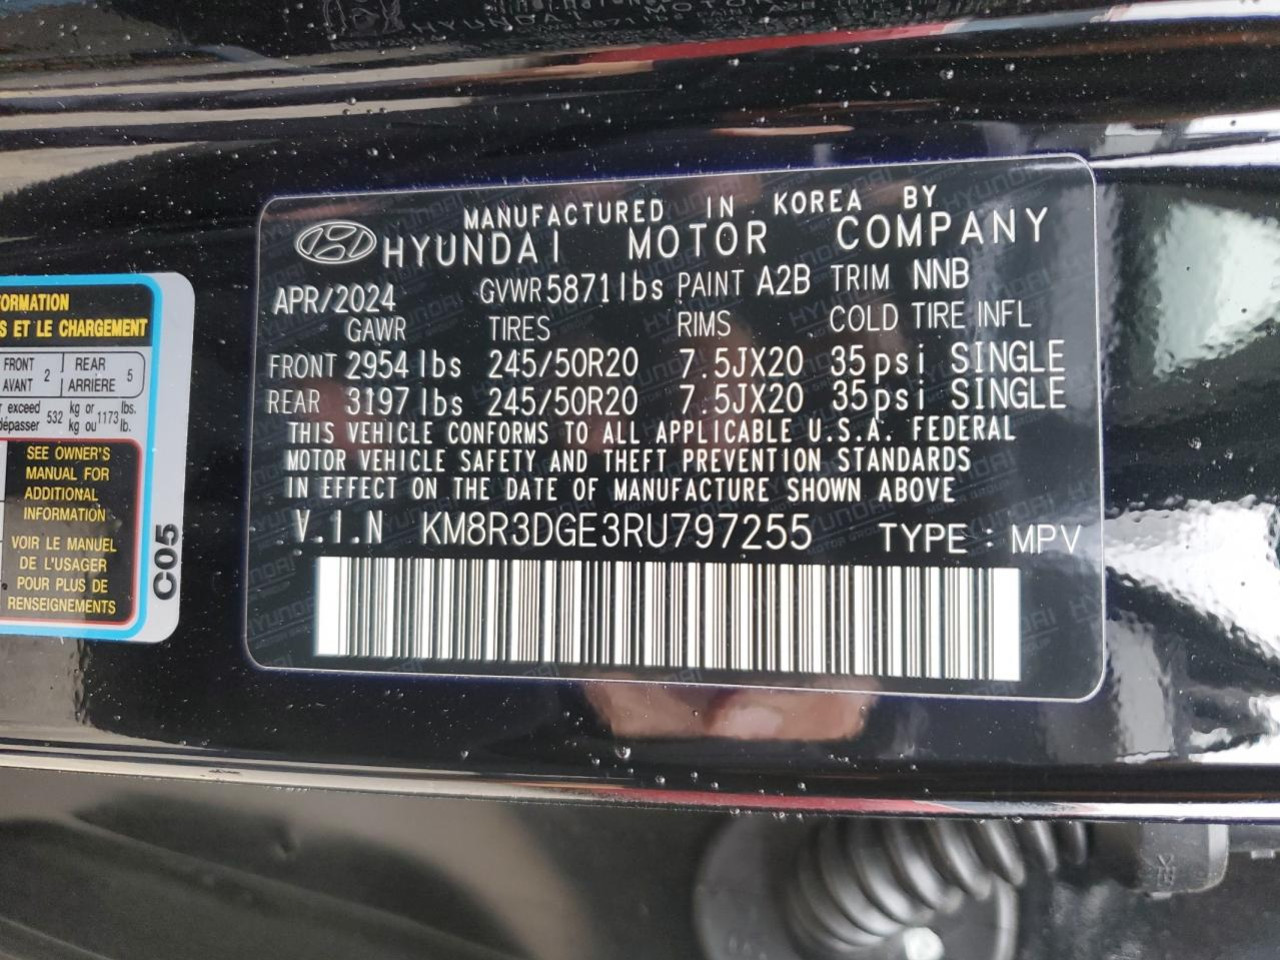 MANUFACTURED IN KOREA BY
HYUNDAI MOTOR COMPANY
APR/2024 GVWR 5871 lbs PAINT A2B TRIM NNB
GAWR TIRES RIMS COLD TIRE INFL
FRONT 2954 lbs 245/50R20 7.5JX20 35 psi SINGLE
REAR 3197 lbs 245/50R20 7.5JX20 35 psi SINGLE
THIS VEHICLE CONFORMS TO ALL APPLICABLE U.S.A. FEDERAL
MOTOR VEHICLE SAFETY AND THEFT PREVENTION STANDARDS
IN EFFECT ON THE DATE OF MANUFACTURE SHOWN ABOVE
V.I.N KM8R3DGE3RU797255 TYPE : MPV
ET LE CHARGEMENT
FRONT 2 REAR 5
AVANT ARRIÈRE
exceed 532 kg or 1173 lbs.
kg ou lb.
SEE OWNER'S
MANUAL FOR
ADDITIONAL
INFORMATION
VOIR LE MANUEL
DE L'USAGER
POUR PLUS DE
RENSEIGNEMENTS
C05